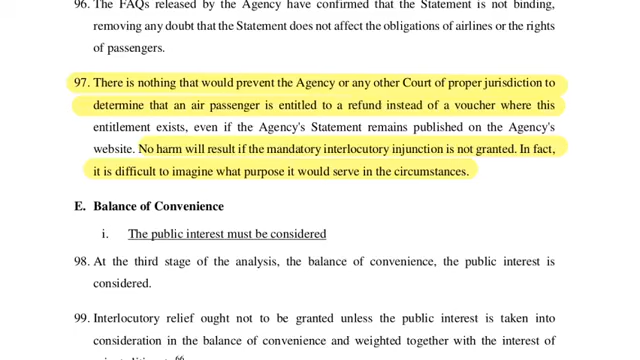 96. The FAQs released by the Agency have confirmed that the Statement is not binding,
removing any doubt that the Statement does not affect the obligations of airlines or the rights
of passengers.
97. There is nothing that would prevent the Agency or any other Court of proper jurisdiction to
determine that an air passenger is entitled to a refund instead of a voucher where this
entitlement exists, even if the Agency's Statement remains published on the Agency's
website. No harm will result if the mandatory interlocutory injunction is not granted. In fact,
it is difficult to imagine what purpose it would serve in the circumstances.
E. Balance of Convenience
i. The public interest must be considered
98. At the third stage of the analysis, the balance of convenience, the public interest is
considered.
99. Interlocutory relief ought not to be granted unless the public interest is taken into
consideration in the balance of convenience and weighted together with the interest of
66